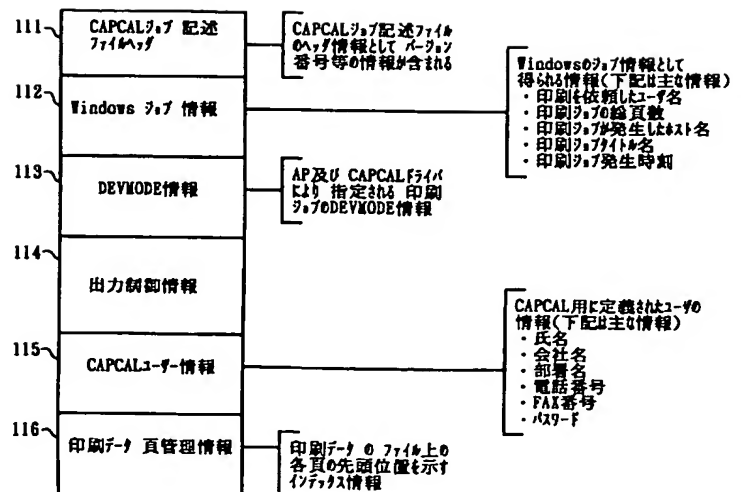 111
CAPCALジョブ 記述
ファイルヘッダ
CAPCALジョブ記述ファイル
のヘッダ情報として バージョン
番号等の情報が含まれる
112
Windows ジョブ 情報
Windowsのジョブ情報として
得られる情報(下記は主な情報)
・印刷を依頼したユーザ名
・印刷ジョブの総頁数
・印刷ジョブが発生したホスト名
・印刷ジョブタイトル名
・印刷ジョブ発生時刻
113
DEVMODE情報
AP及び CAPCALドライバ
により 指定される 印刷
ジョブのDEVMODE情報
114
出力制御情報
115
CAPCALユーザー情報
CAPCAL用に定義されたユーザの
情報(下記は主な情報)
・氏名
・会社名
・部署名
・電話番号
・FAX番号
・パスワード
116
印刷データ 頁管理情報
印刷データ の ファイル上の
各頁の先頭位置を示す
インデックス情報